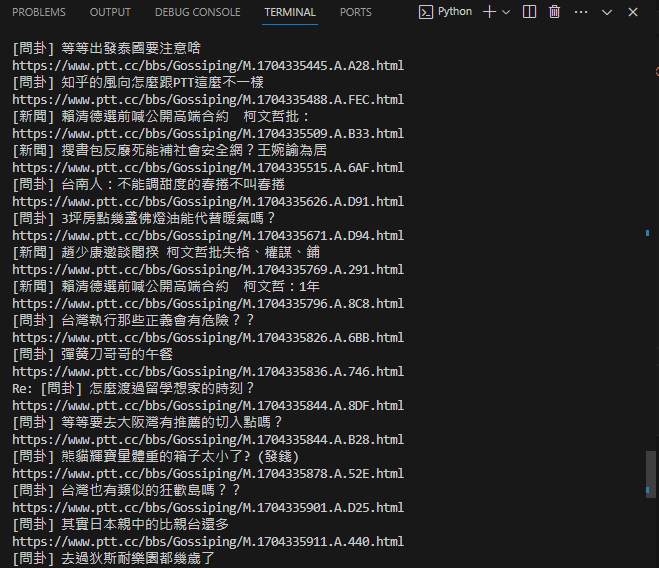 PROBLEMS OUTPUT DEBUG CONSOLE TERMINAL PORTS Python
[問卦] 等等出發泰國要注意啥
https://www.ptt.cc/bbs/Gossiping/M.1704335445.A.A28.html
[問卦] 知乎的風向怎麼跟PTT這麼不一樣
https://www.ptt.cc/bbs/Gossiping/M.1704335488.A.FEC.html
[新聞] 賴清德選前喊公開高端合約　柯文哲批：
https://www.ptt.cc/bbs/Gossiping/M.1704335509.A.B33.html
[新聞] 搜書包反廢死能補社會安全網？王婉諭為居
https://www.ptt.cc/bbs/Gossiping/M.1704335515.A.6AF.html
[問卦] 台南人：不能調甜度的春捲不叫春捲
https://www.ptt.cc/bbs/Gossiping/M.1704335626.A.D91.html
[問卦] 3坪房點幾盞佛燈油能代替暖氣嗎？
https://www.ptt.cc/bbs/Gossiping/M.1704335671.A.D94.html
[新聞] 趙少康邀談閣揆 柯文哲批失格、權謀、鋪
https://www.ptt.cc/bbs/Gossiping/M.1704335769.A.291.html
[新聞] 賴清德選前喊公開高端合約　柯文哲：1年
https://www.ptt.cc/bbs/Gossiping/M.1704335796.A.8C8.html
[問卦] 台灣執行那些正義會有危險？？
https://www.ptt.cc/bbs/Gossiping/M.1704335826.A.6BB.html
[問卦] 彈簧刀哥哥的午餐
https://www.ptt.cc/bbs/Gossiping/M.1704335836.A.746.html
Re: [問卦] 怎麼渡過留學想家的時刻？
https://www.ptt.cc/bbs/Gossiping/M.1704335844.A.8DF.html
[問卦] 等等要去大阪灣有推薦的切入點嗎？
https://www.ptt.cc/bbs/Gossiping/M.1704335844.A.B28.html
[問卦] 熊貓輝寶量體重的箱子太小了? (發錢)
https://www.ptt.cc/bbs/Gossiping/M.1704335878.A.52E.html
[問卦] 台灣也有類似的狂歡島嗎？？
https://www.ptt.cc/bbs/Gossiping/M.1704335901.A.D25.html
[問卦] 其實日本親中的比親台還多
https://www.ptt.cc/bbs/Gossiping/M.1704335911.A.440.html
[問卦] 去過狄斯耐樂園都幾歲了